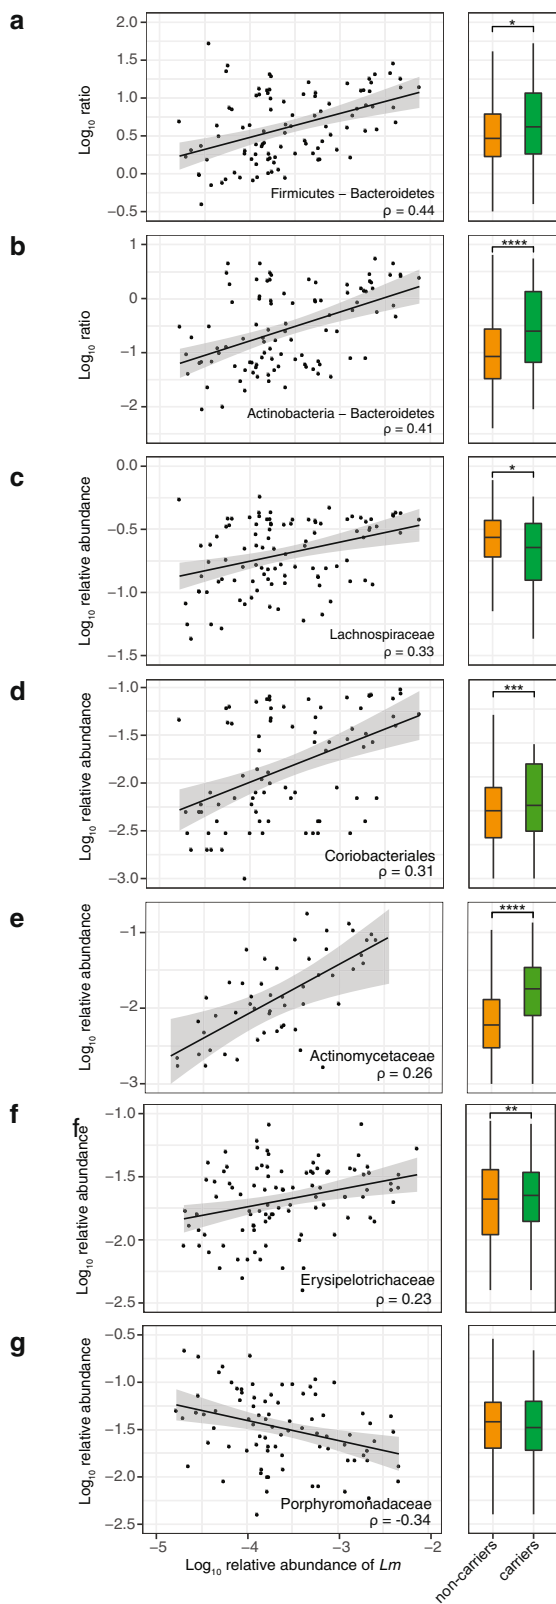 a
2.0
1.5
1.0
0.5
0.0
−0.5
Log10 ratio
Firmicutes − Bacteroidetes
ρ = 0.44
*
b
1
0
−1
−2
Log10 ratio
Actinobacteria − Bacteroidetes
ρ = 0.41
****
c
0.0
−0.5
−1.0
−1.5
Log10 relative abundance
Lachnospiraceae
ρ = 0.33
*
d
−1.0
−1.5
−2.0
−2.5
−3.0
Log10 relative abundance
Coriobacteriales
ρ = 0.31
***
e
−1
−2
−3
Log10 relative abundance
Actinomycetaceae
ρ = 0.26
****
f
f
−1.0
−1.5
−2.0
−2.5
Log10 relative abundance
Erysipelotrichaceae
ρ = 0.23
**
g
−0.5
−1.0
−1.5
−2.0
−2.5
Log10 relative abundance
Porphyromonadaceae
ρ = -0.34
−5 −4 −3 −2
Log10 relative abundance of Lm
non-carriers
carriers